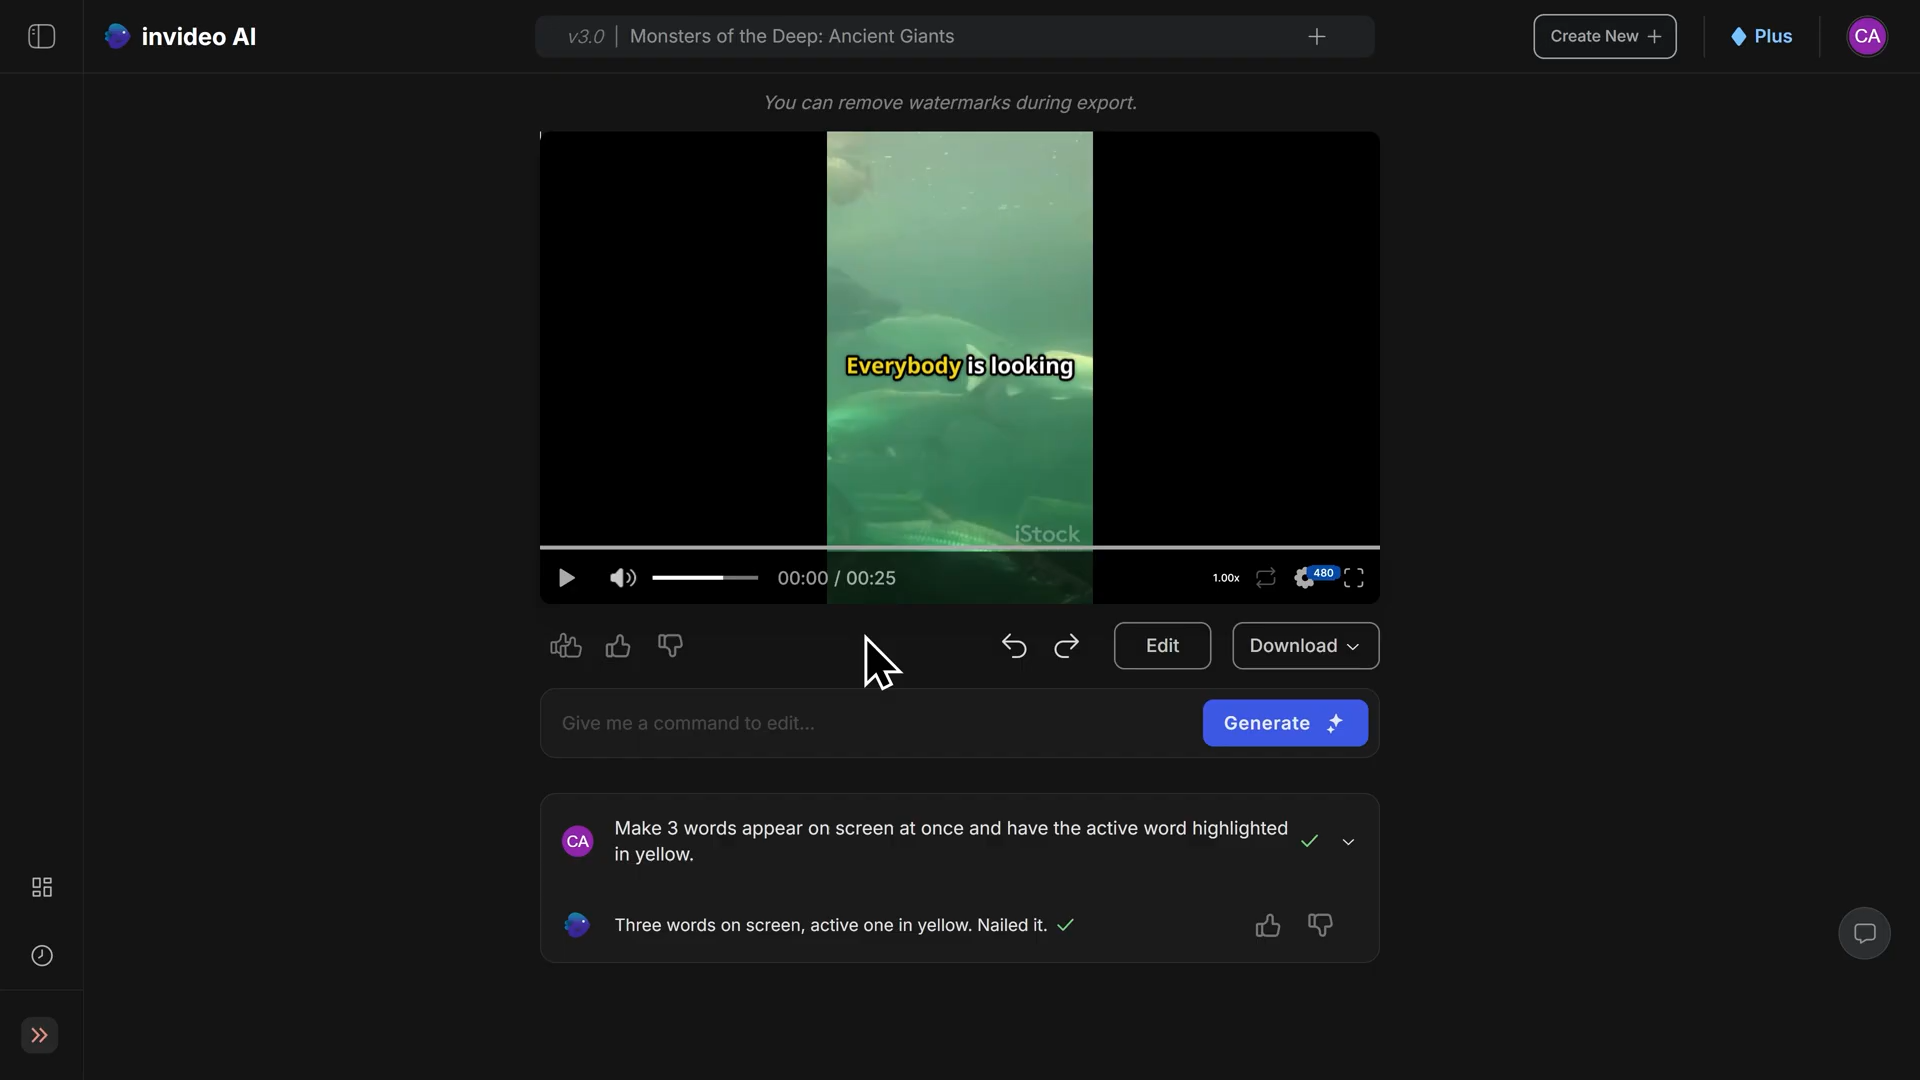 invideo AI
v3.0 | Monsters of the Deep: Ancient Giants
Create New
Plus
CA
You can remove watermarks during export.
Everybody is looking
iStock
00:00 / 00:25
1.00x
480
Edit
Download
Give me a command to edit...
Generate
CA
Make 3 words appear on screen at once and have the active word highlighted
in yellow.
Three words on screen, active one in yellow. Nailed it.